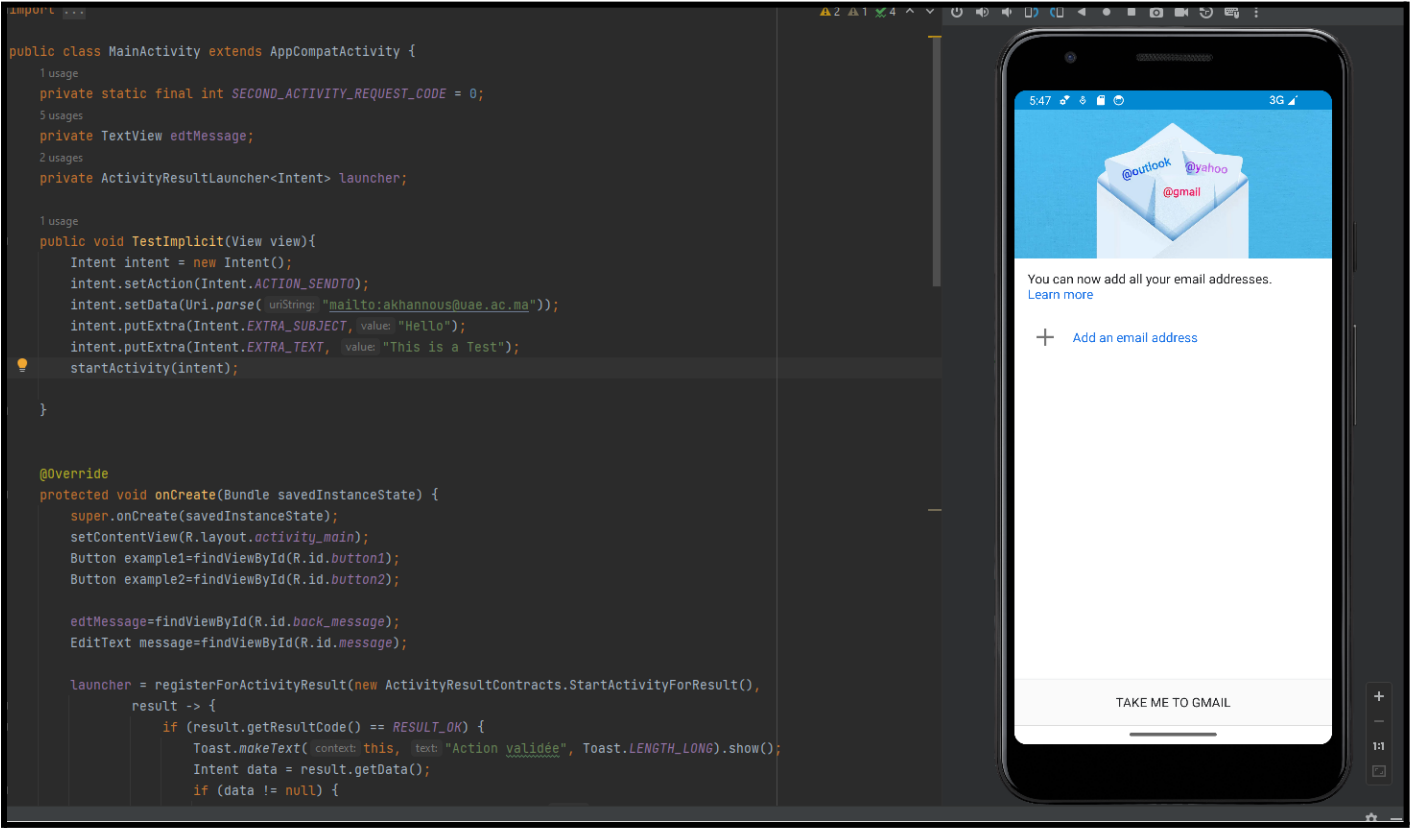 import ...
2 1 4
public class MainActivity extends AppCompatActivity {
1 usage
private static final int SECOND_ACTIVITY_REQUEST_CODE = 0;
5 usages
private TextView edtMessage;
2 usages
private ActivityResultLauncher<Intent> launcher;
1 usage
public void TestImplicit(View view){
Intent intent = new Intent();
intent.setAction(Intent.ACTION_SENDTO);
intent.setData(Uri.parse( uriString: "mailto:akhannous@uae.ac.ma"));
intent.putExtra(Intent.EXTRA_SUBJECT, value: "Hello");
intent.putExtra(Intent.EXTRA_TEXT, value: "This is a Test");
startActivity(intent);
}
@Override
protected void onCreate(Bundle savedInstanceState) {
super.onCreate(savedInstanceState);
setContentView(R.layout.activity_main);
Button example1=findViewById(R.id.button1);
Button example2=findViewById(R.id.button2);
edtMessage=findViewById(R.id.back_message);
EditText message=findViewById(R.id.message);
launcher = registerForActivityResult(new ActivityResultContracts.StartActivityForResult(),
result -> {
if (result.getResultCode() == RESULT_OK) {
Toast.makeText( context: this, text: "Action validée", Toast.LENGTH_LONG).show();
Intent data = result.getData();
if (data != null) {
5:47 3G
@outlook @yahoo
@gmail
You can now add all your email addresses.
Learn more
Add an email address
TAKE ME TO GMAIL
1:1